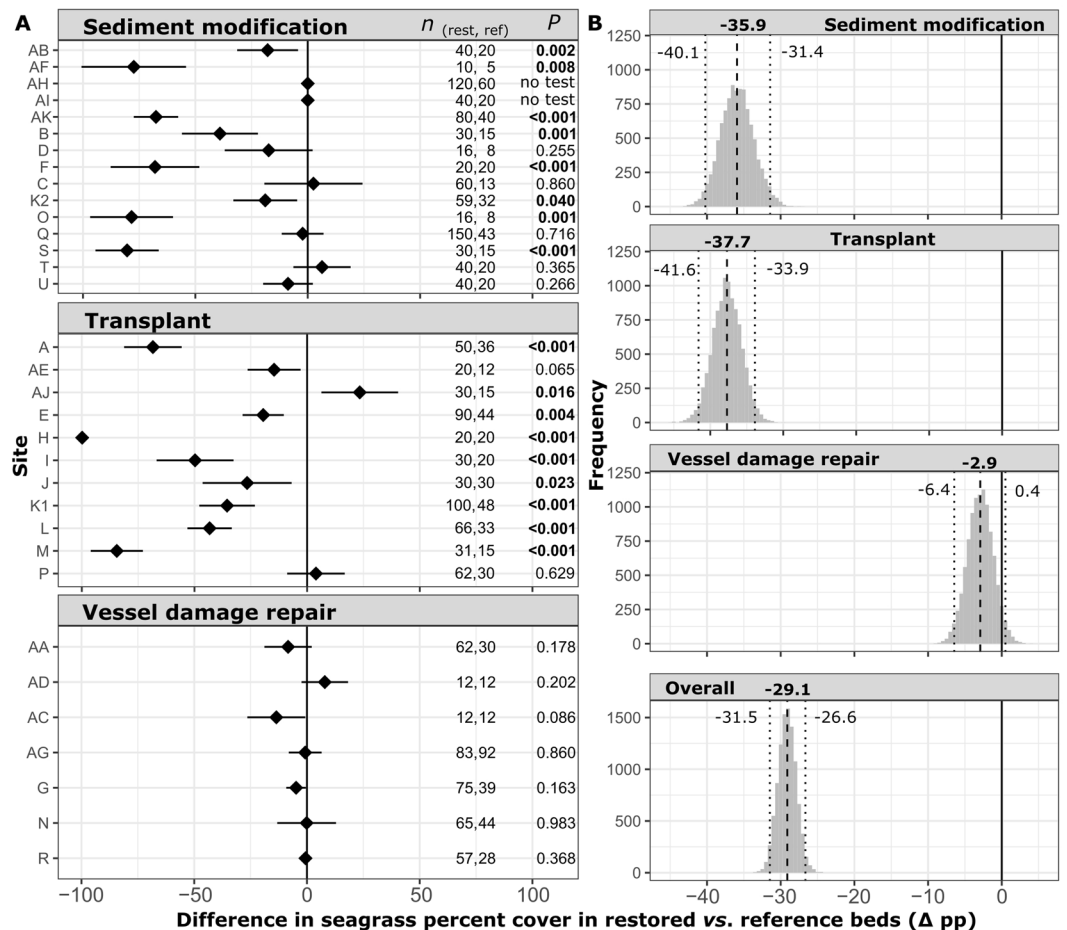 A
Sediment modification n (rest, ref) P
AB 40,20 0.002
AF 10, 5 0.008
AH 120,60 no test
AI 40,20 no test
AK 80,40 <0.001
B 30,15 0.001
D 16, 8 0.255
F 20,20 <0.001
C 60,13 0.860
K2 59,32 0.040
O 16, 8 0.001
Q 150,43 0.716
S 30,15 <0.001
T 40,20 0.365
U 40,20 0.266
Transplant
A 50,36 <0.001
AE 20,12 0.065
AJ 30,15 0.016
E 90,44 0.004
H 20,20 <0.001
I 30,20 <0.001
J 30,30 0.023
K1 100,48 <0.001
L 66,33 <0.001
M 31,15 <0.001
P 62,30 0.629
Vessel damage repair
AA 62,30 0.178
AD 12,12 0.202
AC 12,12 0.086
AG 83,92 0.860
G 75,39 0.163
N 65,44 0.983
R 57,28 0.368
Site
−100 −50 0 50 100
B
-35.9 Sediment modification
-40.1 -31.4
1250
1000
750
500
250
0
-37.7 Transplant
-41.6 -33.9
1250
1000
750
500
250
0
Vessel damage repair -2.9
-6.4 0.4
1250
1000
750
500
250
0
Overall -29.1
-31.5 -26.6
1500
1000
500
0
Frequency
−40 −30 −20 −10 0
Difference in seagrass percent cover in restored vs. reference beds (Δ pp)